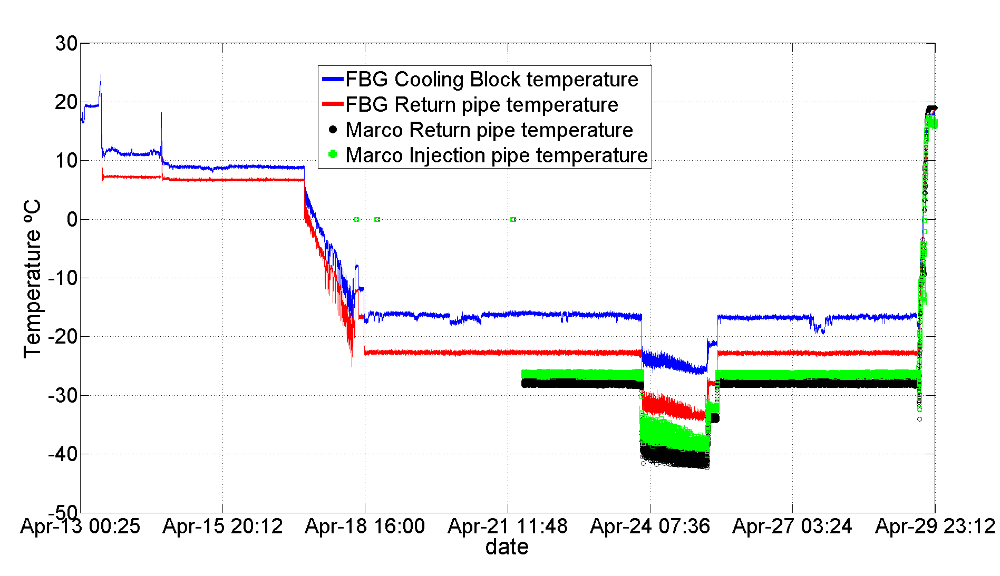 30
20
10
0
-10
-20
-30
-40
-50
Temperature ºC
FBG Cooling Block temperature
FBG Return pipe temperature
Marco Return pipe temperature
Marco Injection pipe temperature
Apr-13 00:25 Apr-15 20:12 Apr-18 16:00 Apr-21 11:48 Apr-24 07:36 Apr-27 03:24 Apr-29 23:12
date